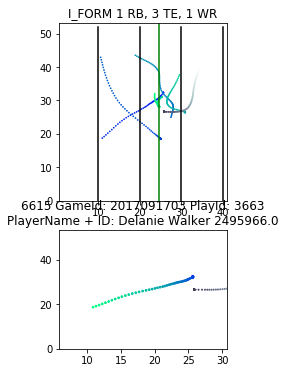 I_FORM 1 RB, 3 TE, 1 WR
50
40
30
20
10
0
10 20 30 40
6615 GameId: 2017091703 PlayId: 3663
PlayerName + ID: Delanie Walker 2495966.0
40
20
0
10 15 20 25 30